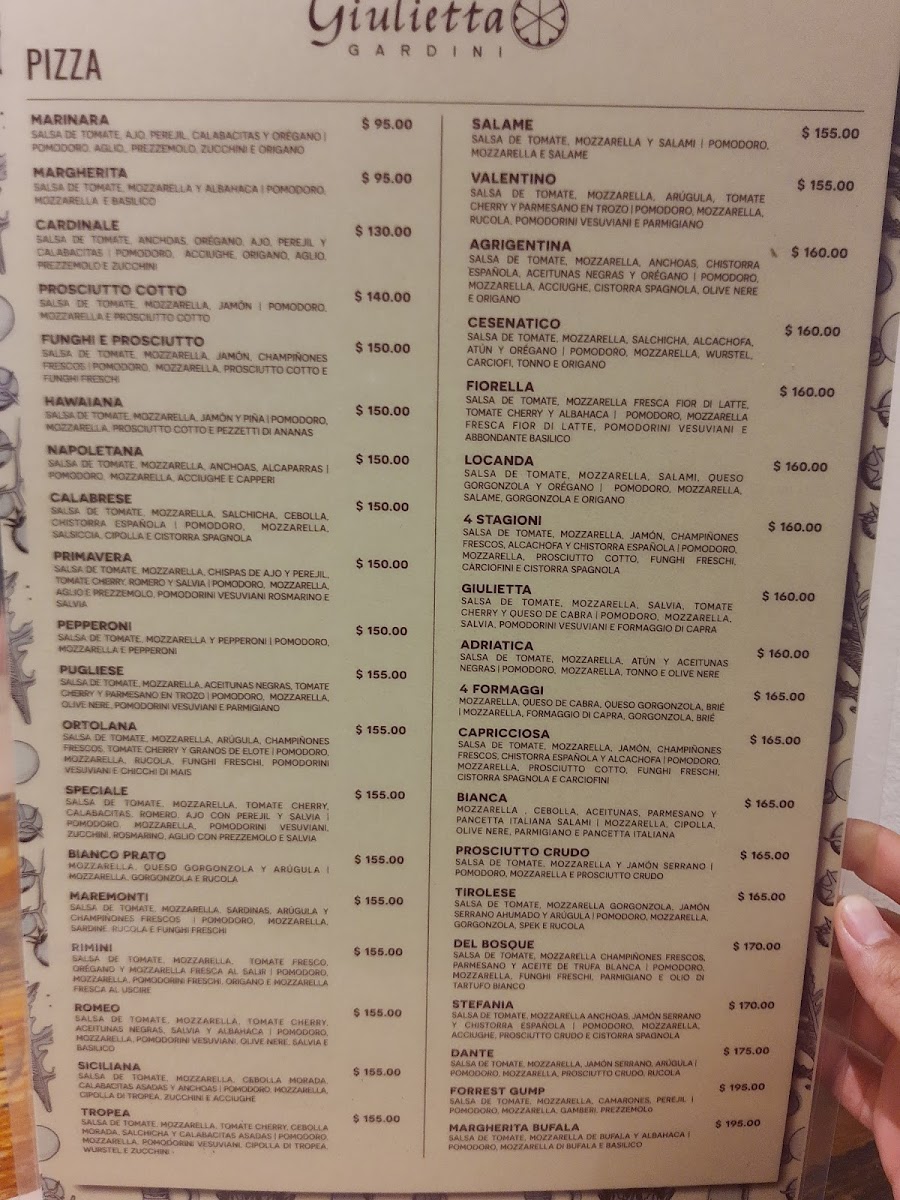 Giulietta
GARDINI
PIZZA
MARINARA $ 95.00
SALSA DE TOMATE, AJO, PEREJIL, CALABACITAS Y ORÉGANO |
POMODORO, AGLIO, PREZZEMOLO, ZUCCHINI E ORIGANO
MARGHERITA $ 95.00
SALSA DE TOMATE, MOZZARELLA Y ALBAHACA | POMODORO,
MOZZARELLA E BASILICO
CARDINALE $ 130.00
SALSA DE TOMATE, ANCHOAS, ORÉGANO, AJO, PEREJIL Y
CALABACITAS | POMODORO, ACCIUGHE, ORIGANO, AGLIO,
PREZZEMOLO E ZUCCHINI
PROSCIUTTO COTTO $ 140.00
SALSA DE TOMATE, MOZZARELLA, JAMÓN | POMODORO,
MOZZARELLA E PROSCIUTTO COTTO
FUNGHI E PROSCIUTTO $ 150.00
SALSA DE TOMATE, MOZZARELLA, JAMÓN, CHAMPIÑONES
FRESCOS | POMODORO, MOZZARELLA, PROSCIUTTO COTTO E
FUNGHI FRESCHI
HAWAIANA $ 150.00
SALSA DE TOMATE, MOZZARELLA, JAMÓN Y PIÑA | POMODORO,
MOZZARELLA, PROSCIUTTO COTTO E PEZZETTI DI ANANAS
NAPOLETANA $ 150.00
SALSA DE TOMATE, MOZZARELLA, ANCHOAS, ALCAPARRAS |
POMODORO, MOZZARELLA, ACCIUGHE E CAPPERI
CALABRESE $ 150.00
SALSA DE TOMATE, MOZZARELLA, SALCHICHA, CEBOLLA,
CHISTORRA ESPAÑOLA | POMODORO, MOZZARELLA,
SALSICCIA, CIPOLLA E CISTORRA SPAGNOLA
PRIMAVERA $ 150.00
SALSA DE TOMATE, MOZZARELLA, CHISPAS DE AJO Y PEREJIL,
TOMATE CHERRY, ROMERO Y SALVIA | POMODORO, MOZZARELLA,
AGLIO E PREZZEMOLO, POMODORINI VESUVIANI ROSMARINO E
SALVIA
PEPPERONI $ 150.00
SALSA DE TOMATE, MOZZARELLA Y PEPPERONI | POMODORO,
MOZZARELLA E PEPPERONI
PUGLIESE $ 155.00
SALSA DE TOMATE, MOZZARELLA, ACEITUNAS NEGRAS, TOMATE
CHERRY Y PARMESANO EN TROZO | POMODORO, MOZZARELLA,
OLIVE NERE, POMODORINI VESUVIANI E PARMIGIANO
ORTOLANA $ 155.00
SALSA DE TOMATE, MOZZARELLA, ARÚGULA, CHAMPIÑONES
FRESCOS, TOMATE CHERRY Y GRANOS DE ELOTE | POMODORO,
MOZZARELLA, RUCOLA, FUNGHI FRESCHI, POMODORINI
VESUVIANI E CHICCHI DI MAIS
SPECIALE $ 155.00
SALSA DE TOMATE, MOZZARELLA, TOMATE CHERRY,
CALABACITAS, ROMERO, AJO CON PEREJIL Y SALVIA |
POMODORO, MOZZARELLA, POMODORINI VESUVIANI,
ZUCCHINI, ROSMARINO, AGLIO CON PREZZEMOLO E SALVIA
BIANCO PRATO $ 155.00
MOZZARELLA, QUESO GORGONZOLA Y ARÚGULA |
MOZZARELLA, GORGONZOLA E RUCOLA
MAREMONTI $ 155.00
SALSA DE TOMATE, MOZZARELLA, SARDINAS, ARÚGULA Y
CHAMPIÑONES FRESCOS | POMODORO, MOZZARELLA,
SARDINE, RUCOLA E FUNGHI FRESCHI
RIMINI $ 155.00
SALSA DE TOMATE, MOZZARELLA, TOMATE FRESCO,
ORÉGANO Y MOZZARELLA FRESCA AL SALIR | POMODORO,
MOZZARELLA, POMODORINI FRESCHI, ORIGANO E MOZZARELLA
FRESCA AL USCIRE
ROMEO $ 155.00
SALSA DE TOMATE, MOZZARELLA, TOMATE CHERRY,
ACEITUNAS NEGRAS, SALVIA Y ALBAHACA | POMODORO,
MOZZARELLA, POMODORINI VESUVIANI, OLIVE NERE, SALVIA E
BASILICO
SICILIANA $ 155.00
SALSA DE TOMATE, MOZZARELLA, CEBOLLA MORADA,
CALABACITAS ASADAS Y ANCHOAS | POMODORO, MOZZARELLA,
CIPOLLA DI TROPEA, ZUCCHINI E ACCIUGHE
TROPEA $ 155.00
SALSA DE TOMATE, MOZZARELLA, TOMATE CHERRY, CEBOLLA
MORADA, SALCHICHA Y CALABACITAS ASADAS | POMODORO,
MOZZARELLA, POMODORINI VESUVIANI, CIPOLLA DI TROPEA,
WURSTEL E ZUCCHINI
SALAME $ 155.00
SALSA DE TOMATE, MOZZARELLA Y SALAMI | POMODORO,
MOZZARELLA E SALAME
VALENTINO $ 155.00
SALSA DE TOMATE, MOZZARELLA, ARÚGULA, TOMATE
CHERRY Y PARMESANO EN TROZO | POMODORO, MOZZARELLA,
RUCOLA, POMODORINI VESUVIANI E PARMIGIANO
AGRIGENTINA $ 160.00
SALSA DE TOMATE, MOZZARELLA, ANCHOAS, CHISTORRA
ESPAÑOLA, ACEITUNAS NEGRAS Y ORÉGANO | POMODORO,
MOZZARELLA, ACCIUGHE, CISTORRA SPAGNOLA, OLIVE NERE
E ORIGANO
CESENATICO $ 160.00
SALSA DE TOMATE, MOZZARELLA, SALCHICHA, ALCACHOFA,
ATÚN Y ORÉGANO | POMODORO, MOZZARELLA, WURSTEL,
CARCIOFI, TONNO E ORIGANO
FIORELLA $ 160.00
SALSA DE TOMATE, MOZZARELLA FRESCA FIOR DI LATTE,
TOMATE CHERRY Y ALBAHACA | POMODORO, MOZZARELLA
FRESCA FIOR DI LATTE, POMODORINI VESUVIANI E
ABBONDANTE BASILICO
LOCANDA $ 160.00
SALSA DE TOMATE, MOZZARELLA, SALAMI, QUESO
GORGONZOLA Y ORÉGANO | POMODORO, MOZZARELLA,
SALAME, GORGONZOLA E ORIGANO
4 STAGIONI $ 160.00
SALSA DE TOMATE, MOZZARELLA, JAMÓN, CHAMPIÑONES
FRESCOS, ALCACHOFA Y CHISTORRA ESPAÑOLA | POMODORO,
MOZZARELLA, PROSCIUTTO COTTO, FUNGHI FRESCHI,
CARCIOFINI E CISTORRA SPAGNOLA
GIULIETTA $ 160.00
SALSA DE TOMATE, MOZZARELLA, SALVIA, TOMATE
CHERRY Y QUESO DE CABRA | POMODORO, MOZZARELLA,
SALVIA, POMODORINI VESUVIANI E FORMAGGIO DI CAPRA
ADRIATICA $ 160.00
SALSA DE TOMATE, MOZZARELLA, ATÚN Y ACEITUNAS
NEGRAS | POMODORO, MOZZARELLA, TONNO E OLIVE NERE
4 FORMAGGI $ 165.00
MOZZARELLA, QUESO DE CABRA, QUESO GORGONZOLA, BRIÉ
| MOZZARELLA, FORMAGGIO DI CAPRA, GORGONZOLA, BRIÉ
CAPRICCIOSA $ 165.00
SALSA DE TOMATE, MOZZARELLA, JAMÓN, CHAMPIÑONES
FRESCOS, CHISTORRA ESPAÑOLA Y ALCACHOFA | POMODORO,
MOZZARELLA, PROSCIUTTO COTTO, FUNGHI FRESCHI,
CISTORRA SPAGNOLA E CARCIOFINI
BIANCA $ 165.00
MOZZARELLA , CEBOLLA, ACEITUNAS, PARMESANO Y
PANCETTA ITALIANA SALAMI | MOZZARELLA, CIPOLLA,
OLIVE NERE, PARMIGIANO E PANCETTA ITALIANA
PROSCIUTTO CRUDO $ 165.00
SALSA DE TOMATE, MOZZARELLA Y JAMÓN SERRANO |
POMODORO, MOZZARELLA E PROSCIUTTO CRUDO
TIROLESE $ 165.00
SALSA DE TOMATE, MOZZARELLA GORGONZOLA, JAMÓN
SERRANO AHUMADO Y ARÚGULA | POMODORO, MOZZARELLA,
GORGONZOLA, SPEK E RUCOLA
DEL BOSQUE $ 170.00
SALSA DE TOMATE, MOZZARELLA CHAMPIÑONES FRESCOS,
PARMESANO Y ACEITE DE TRUFA BLANCA | POMODORO,
MOZZARELLA, FUNGHI FRESCHI, PARMIGIANO E OLIO DI
TARTUFO BIANCO
STEFANIA $ 170.00
SALSA DE TOMATE, MOZZARELLA ANCHOAS, JAMÓN SERRANO
Y CHISTORRA ESPAÑOLA | POMODORO, MOZZARELLA,
ACCIUGHE, PROSCIUTTO CRUDO E CISTORRA SPAGNOLA
DANTE $ 175.00
SALSA DE TOMATE, MOZZARELLA, JAMÓN SERRANO, ARÚGULA |
POMODORO, MOZZARELLA, PROSCIUTTO CRUDO, RUCOLA
FORREST GUMP $ 195.00
SALSA DE TOMATE, MOZZARELLA, CAMARONES, PEREJIL |
POMODORO, MOZZARELLA, GAMBERI, PREZZEMOLO
MARGHERITA BUFALA $ 195.00
SALSA DE TOMATE, MOZZARELLA DE BUFALA Y ALBAHACA |
POMODORO, MOZZARELLA DI BUFALA E BASILICO